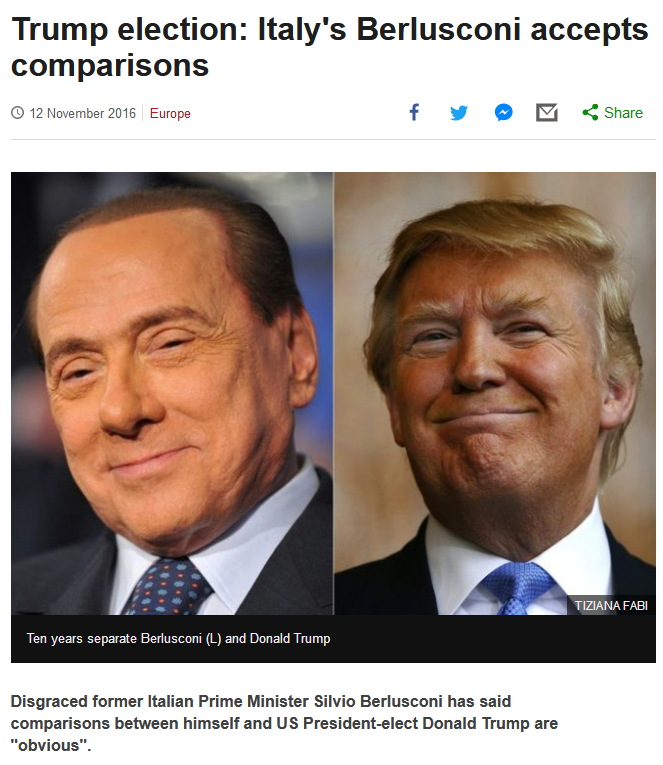 Trump election: Italy's Berlusconi accepts
comparisons
12 November 2016 Europe
Share
TIZIANA FABI
Ten years separate Berlusconi (L) and Donald Trump
Disgraced former Italian Prime Minister Silvio Berlusconi has said
comparisons between himself and US President-elect Donald Trump are
"obvious".